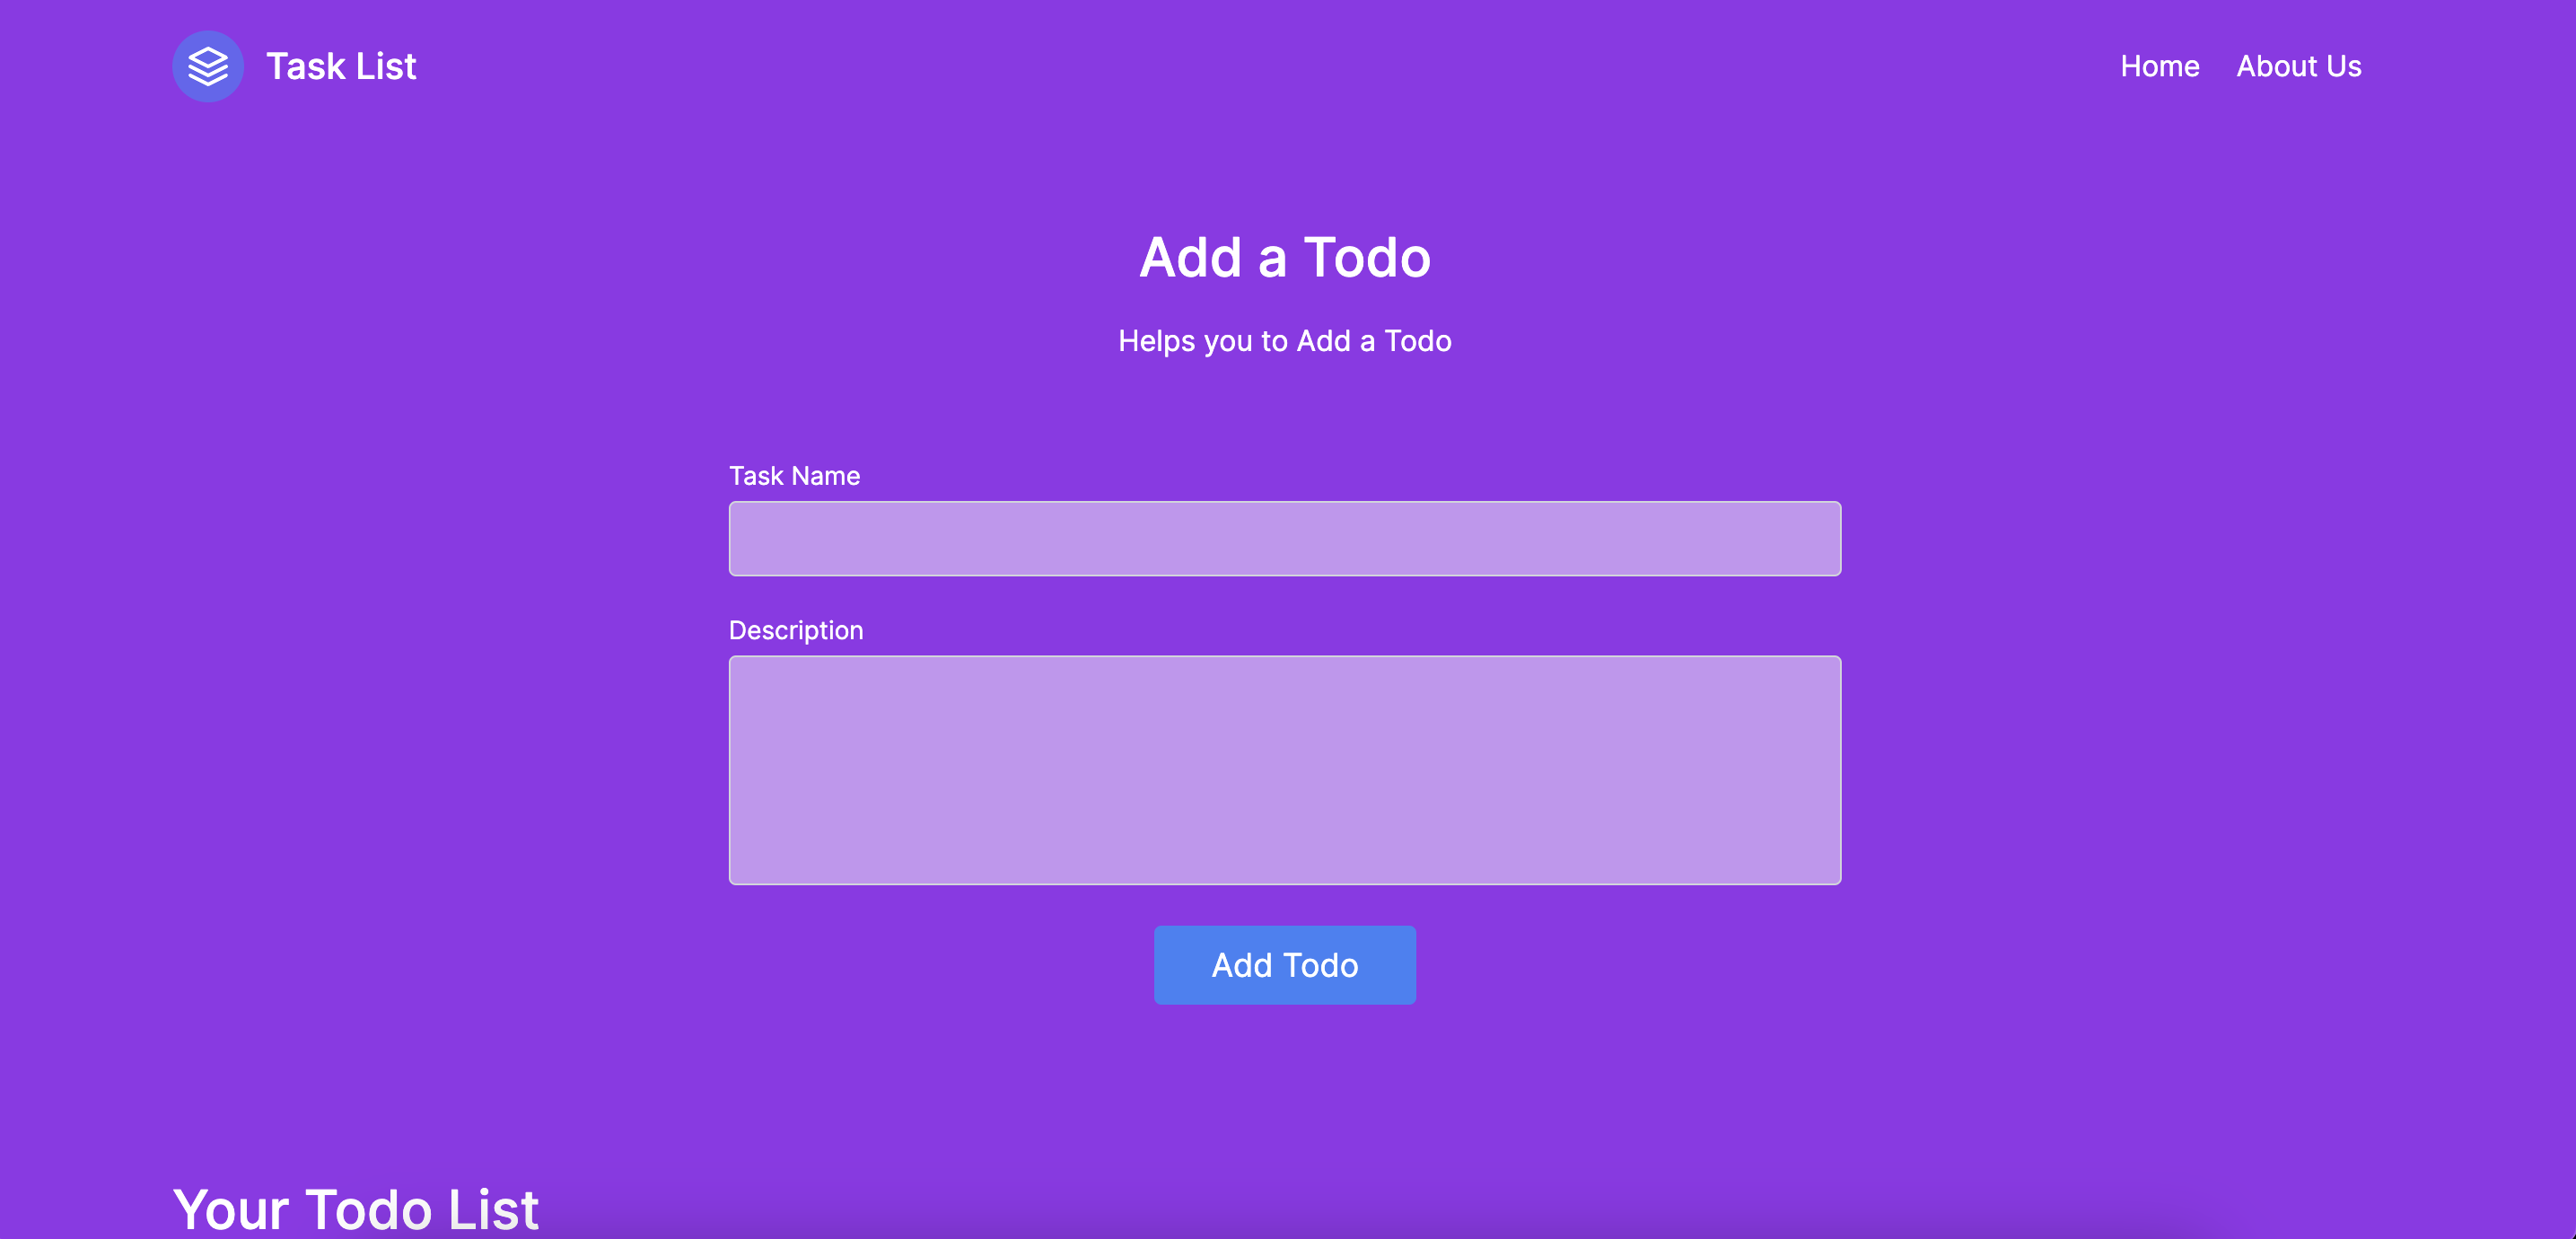 Task List
Home About Us
Add a Todo
Helps you to Add a Todo
Task Name
Description
Add Todo
Your Todo List